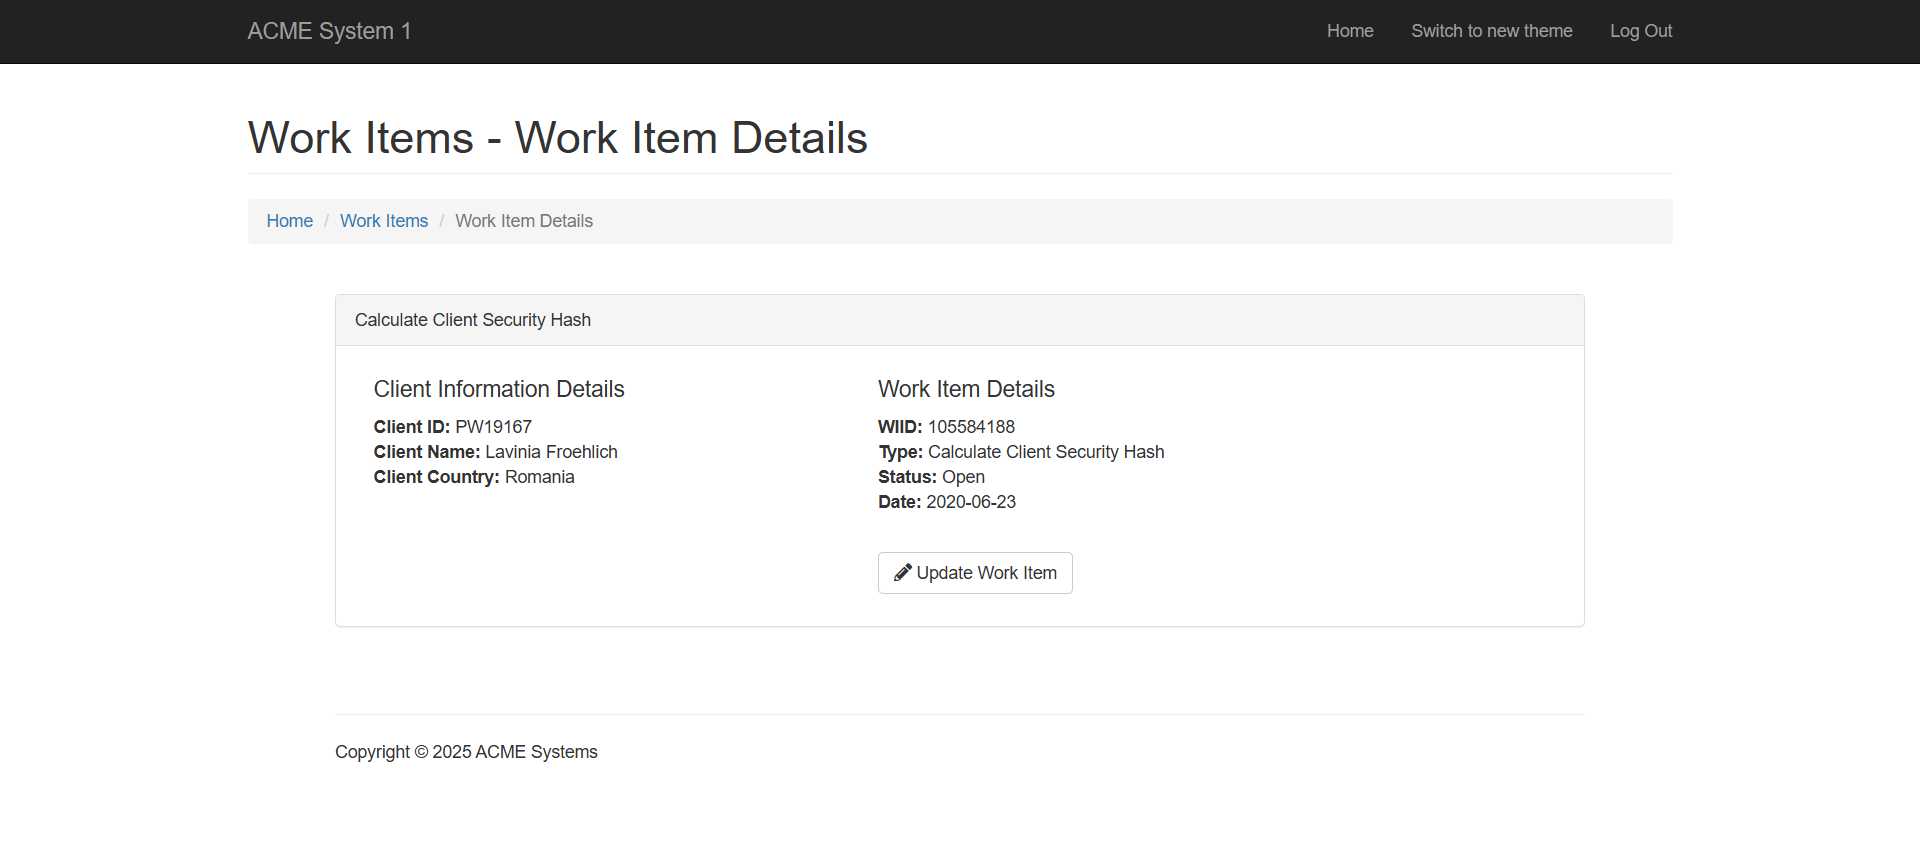 ACME System 1
Home
Switch to new theme
Log Out
Work Items - Work Item Details
Home / Work Items / Work Item Details
Calculate Client Security Hash
Client Information Details
Client ID: PW19167
Client Name: Lavinia Froehlich
Client Country: Romania
Work Item Details
WIID: 105584188
Type: Calculate Client Security Hash
Status: Open
Date: 2020-06-23
Update Work Item
Copyright © 2025 ACME Systems